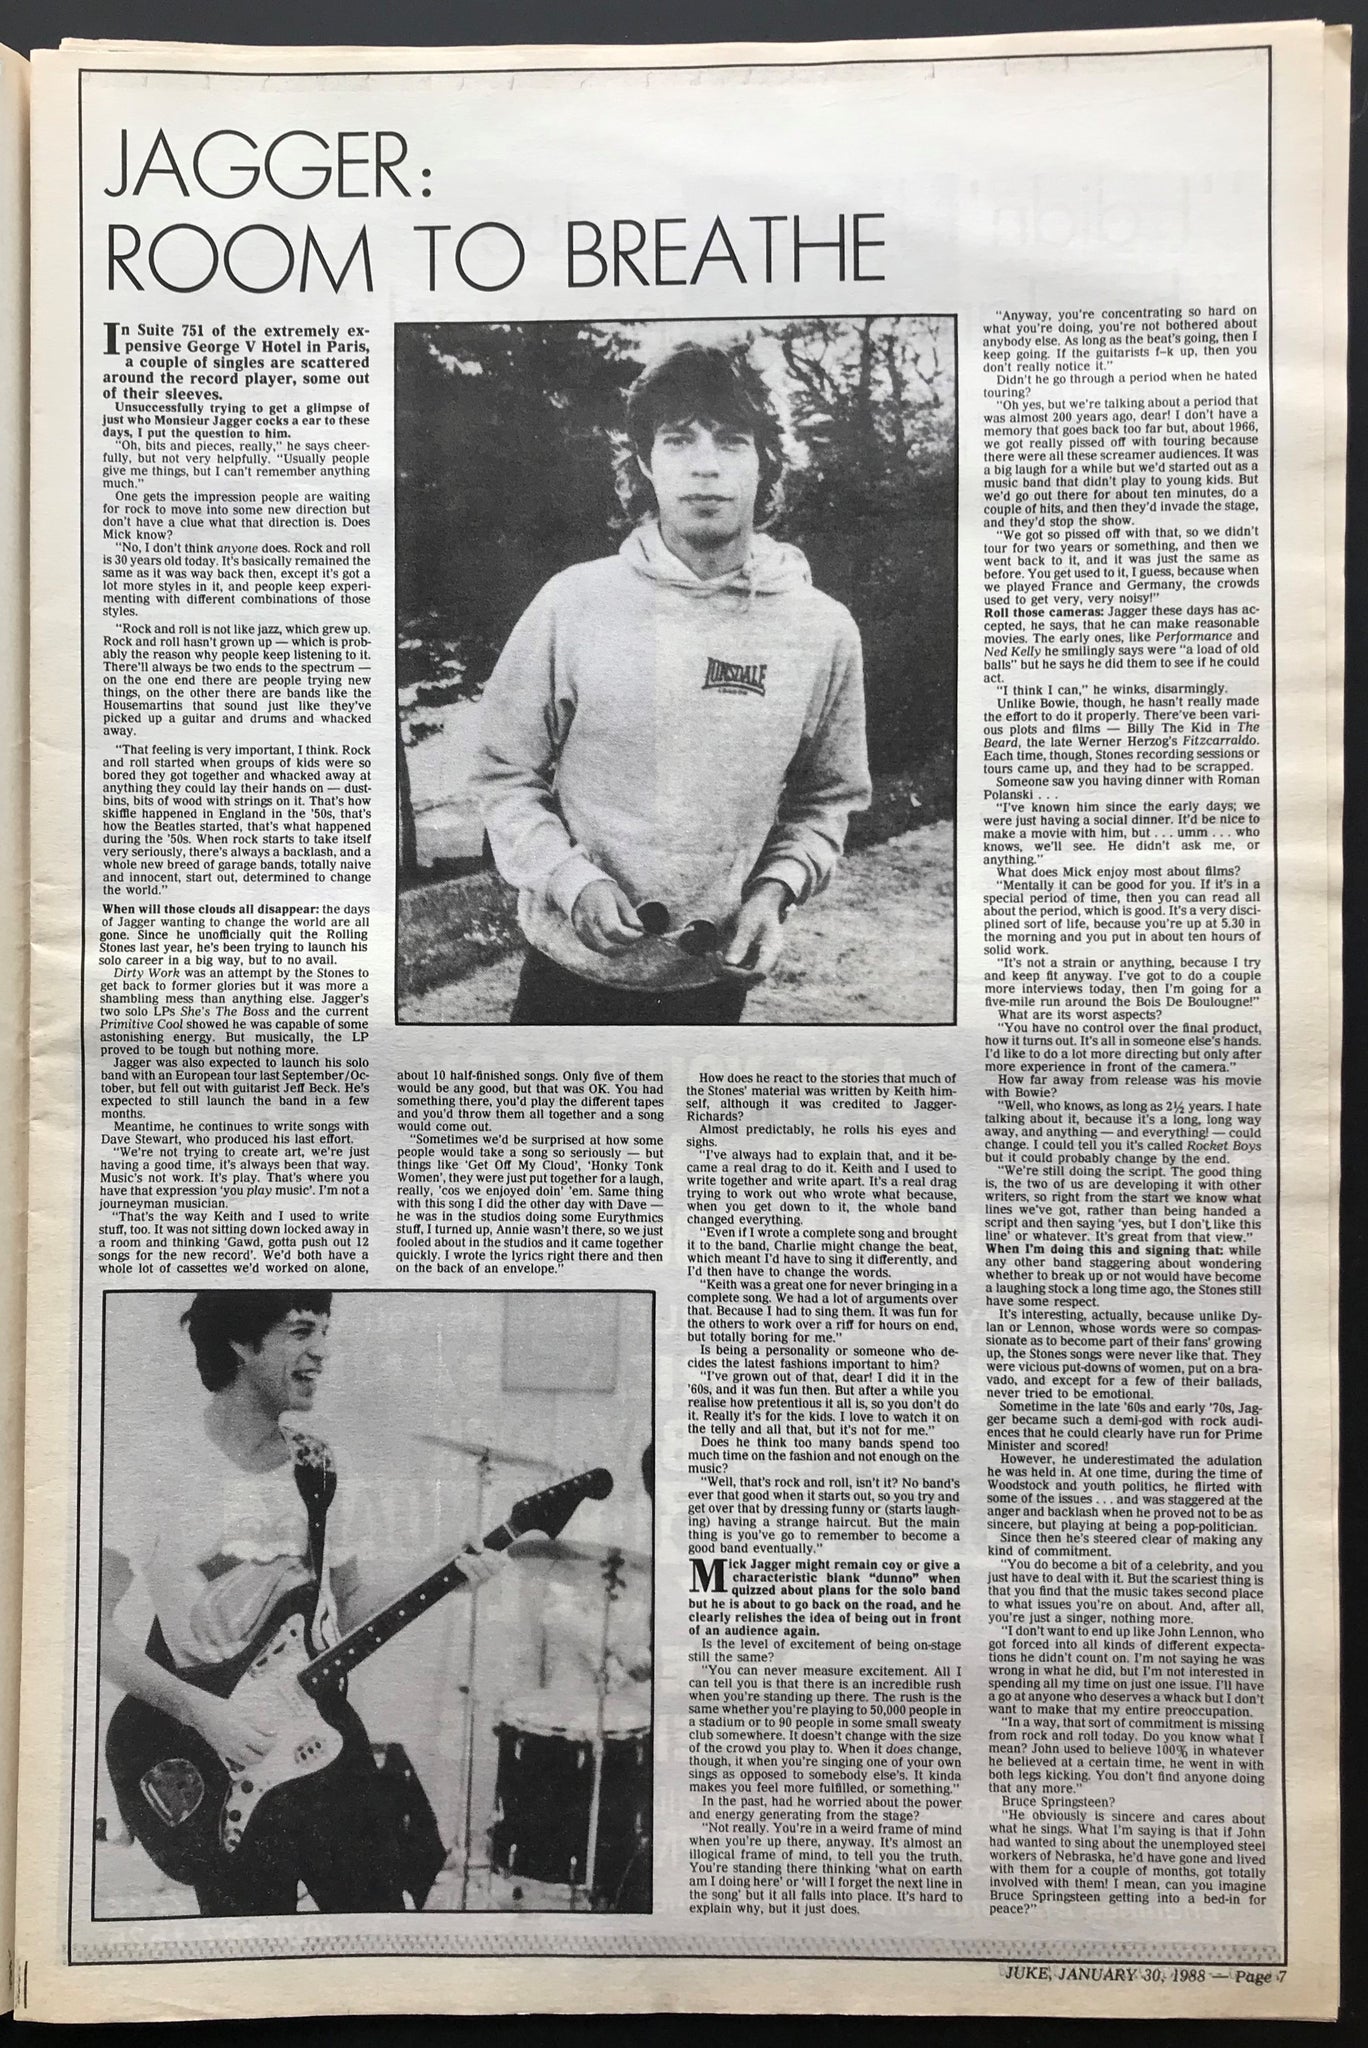 JAGGER:
ROOM TO BREATHE
In Suite 751 of the extremely ex-
pensive George V Hotel in Paris,
a couple of singles are scattered
around the record player, some out
of their sleeves.
Unsuccessfully trying to get a glimpse of
just who Monsieur Jagger cocks a ear to these
days, I put the question to him.
"Oh, bits and pieces, really," he says cheer-
fully, but not very helpfully. "Usually people
give me things, but I can't remember anything
much."
One gets the impression people are waiting
for rock to move into some new direction but
don't have a clue what that direction is. Does
Mick know?
"No, I don't think anyone does. Rock and roll
is 30 years old today. It's basically remained the
same as it was way back then, except it's got a
lot more styles in it, and people keep experi-
menting with different combinations of those
styles.
"Rock and roll is not like jazz, which grew up.
Rock and roll hasn't grown up — which is prob-
ably the reason why people keep listening to it.
There'll always be two ends to the spectrum —
on the one end there are people trying new
things, on the other there are bands like the
Housemartins that sound just like they've
picked up a guitar and drums and whacked
away.
"That feeling is very important, I think. Rock
and roll started when groups of kids were so
bored they got together and whacked away at
anything they could lay their hands on — dust-
bins, bits of wood with strings on it. That's how
skiffle happened in England in the '50s, that's
how the Beatles started, that's what happened
during the '50s. When rock starts to take itself
very seriously, there's always a backlash, and a
whole new breed of garage bands, totally naive
and innocent, start out, determined to change
the world."
When will those clouds all disappear: the days
of Jagger wanting to change the world are all
gone. Since he unofficially quit the Rolling
Stones last year, he's been trying to launch his
solo career in a big way, but to no avail.
Dirty Work was an attempt by the Stones to
get back to former glories but it was more a
shambling mess than anything else. Jagger's
two solo LPs She's The Boss and the current
Primitive Cool showed he was capable of some
astonishing energy. But musically, the LP
proved to be tough but nothing more.
Jagger was also expected to launch his solo
band with an European tour last September/Oc-
tober, but fell out with guitarist Jeff Beck. He's
expected to still launch the band in a few
months.
Meantime, he continues to write songs with
Dave Stewart, who produced his last effort.
"We're not trying to create art, we're just
having a good time, it's always been that way.
Music's not work. It's play. That's where you
have that expression 'you play music'. I'm not a
journeyman musician.
"That's the way Keith and I used to write
stuff, too. It was not sitting down locked away in
a room and thinking 'Gawd, gotta push out 12
songs for the new record'. We'd both have a
whole lot of cassettes we'd worked on alone,
about 10 half-finished songs. Only five of them
would be any good, but that was OK. You had
something there, you'd play the different tapes
and you'd throw them all together and a song
would come out.
"Sometimes we'd be surprised at how some
people would take a song so seriously — but
things like 'Get Off My Cloud', 'Honky Tonk
Women', they were just put together for a laugh,
really, 'cos we enjoyed doin' 'em. Same thing
with this song I did the other day with Dave —
he was in the studios doing some Eurythmics
stuff, I turned up, Annie wasn't there, so we just
fooled about in the studios and it came together
quickly. I wrote the lyrics right there and then
on the back of an envelope."
How does he react to the stories that much of
the Stones' material was written by Keith him-
self, although it was credited to Jagger-
Richards?
Almost predictably, he rolls his eyes and
sighs.
"I've always had to explain that, and it be-
came a real drag to do it. Keith and I used to
write together and write apart. It's a real drag
trying to work out who wrote what because,
when you get down to it, the whole band
changed everything.
"Even if I wrote a complete song and brought
it to the band, Charlie might change the beat,
which meant I'd have to sing it differently, and
I'd then have to change the words.
"Keith was a great one for never bringing in a
complete song. We had a lot of arguments over
that. Because I had to sing them. It was fun for
the others to work over a riff for hours on end,
but totally boring for me."
Is being a personality or someone who de-
cides the latest fashions important to him?
"I've grown out of that, dear! I did it in the
'60s, and it was fun then. But after a while you
realise how pretentious it all is, so you don't do
it. Really it's for the kids. I love to watch it on
the telly and all that, but it's not for me."
Does he think too many bands spend too
much time on the fashion and not enough on the
music?
"Well, that's rock and roll, isn't it? No band's
ever that good when it starts out, so you try and
get over that by dressing funny or (starts laugh-
ing) having a strange haircut. But the main
thing is you've go to remember to become a
good band eventually."
Mick Jagger might remain coy or give a
characteristic blank "dunno" when
quizzed about plans for the solo band
but he is about to go back on the road, and he
clearly relishes the idea of being out in front
of an audience again.
Is the level of excitement of being on-stage
still the same?
"You can never measure excitement. All I
can tell you is that there is an incredible rush
when you're standing up there. The rush is the
same whether you're playing to 50,000 people in
a stadium or to 90 people in some small sweaty
club somewhere. It doesn't change with the size
of the crowd you play to. When it does change,
though, it when you're singing one of your own
sings as opposed to somebody else's. It kinda
makes you feel more fulfilled, or something."
In the past, had he worried about the power
and energy generating from the stage?
"Not really. You're in a weird frame of mind
when you're up there, anyway. It's almost an
illogical frame of mind, to tell you the truth.
You're standing there thinking 'what on earth
am I doing here' or 'will I forget the next line in
the song' but it all falls into place. It's hard to
explain why, but it just does.
"Anyway, you're concentrating so hard on
what you're doing, you're not bothered about
anybody else. As long as the beat's going, then I
keep going. If the guitarists f–k up, then you
don't really notice it."
Didn't he go through a period when he hated
touring?
"Oh yes, but we're talking about a period that
was almost 200 years ago, dear! I don't have a
memory that goes back too far but, about 1966,
we got really pissed off with touring because
there were all these screamer audiences. It was
a big laugh for a while but we'd started out as a
music band that didn't play to young kids. But
we'd go out there for about ten minutes, do a
couple of hits, and then they'd invade the stage,
and they'd stop the show.
"We got so pissed off with that, so we didn't
tour for two years or something, and then we
went back to it, and it was just the same as
before. You get used to it, I guess, because when
we played France and Germany, the crowds
used to get very, very noisy!"
Roll those cameras: Jagger these days has ac-
cepted, he says, that he can make reasonable
movies. The early ones, like Performance and
Ned Kelly he smilingly says were "a load of old
balls" but he says he did them to see if he could
act.
"I think I can," he winks, disarmingly.
Unlike Bowie, though, he hasn't really made
the effort to do it properly. There've been vari-
ous plots and films — Billy The Kid in The
Beard, the late Werner Herzog's Fitzcarraldo.
Each time, though, Stones recording sessions or
tours came up, and they had to be scrapped.
Someone saw you having dinner with Roman
Polanski . . .
"I've known him since the early days; we
were just having a social dinner. It'd be nice to
make a movie with him, but . . . umm . . . who
knows, we'll see. He didn't ask me, or
anything."
What does Mick enjoy most about films?
"Mentally it can be good for you. If it's in a
special period of time, then you can read all
about the period, which is good. It's a very disci-
plined sort of life, because you're up at 5.30 in
the morning and you put in about ten hours of
solid work.
"It's not a strain or anything, because I try
and keep fit anyway. I've got to do a couple
more interviews today, then I'm going for a
five-mile run around the Bois De Boulougne!"
What are its worst aspects?
"You have no control over the final product,
how it turns out. It's all in someone else's hands.
I'd like to do a lot more directing but only after
more experience in front of the camera."
How far away from release was his movie
with Bowie?
"Well, who knows, as long as 2½ years. I hate
talking about it, because it's a long, long way
away, and anything — and everything! — could
change. I could tell you it's called Rocket Boys
but it could probably change by the end.
"We're still doing the script. The good thing
is, the two of us are developing it with other
writers, so right from the start we know what
lines we've got, rather than being handed a
script and then saying 'yes, but I don't like this
line' or whatever. It's great from that view."
When I'm doing this and signing that: while
any other band staggering about wondering
whether to break up or not would have become
a laughing stock a long time ago, the Stones still
have some respect.
It's interesting, actually, because unlike Dy-
lan or Lennon, whose words were so compas-
sionate as to become part of their fans' growing
up, the Stones songs were never like that. They
were vicious put-downs of women, put on a bra-
vado, and except for a few of their ballads,
never tried to be emotional.
Sometime in the late '60s and early '70s, Jag-
ger became such a demi-god with rock audi-
ences that he could clearly have run for Prime
Minister and scored!
However, he underestimated the adulation
he was held in. At one time, during the time of
Woodstock and youth politics, he flirted with
some of the issues . . . and was staggered at the
anger and backlash when he proved not to be as
sincere, but playing at being a pop-politician.
Since then he's steered clear of making any
kind of commitment.
"You do become a bit of a celebrity, and you
just have to deal with it. But the scariest thing is
that you find that the music takes second place
to what issues you're on about. And, after all,
you're just a singer, nothing more.
"I don't want to end up like John Lennon, who
got forced into all kinds of different expecta-
tions he didn't count on. I'm not saying he was
wrong in what he did, but I'm not interested in
spending all my time on just one issue. I'll have
a go at anyone who deserves a whack but I don't
want to make that my entire preoccupation.
"In a way, that sort of commitment is missing
from rock and roll today. Do you know what I
mean? John used to believe 100% in whatever
he believed at a certain time, he went in with
both legs kicking. You don't find anyone doing
that any more."
Bruce Springsteen?
"He obviously is sincere and cares about
what he sings. What I'm saying is that if John
had wanted to sing about the unemployed steel
workers of Nebraska, he'd have gone and lived
with them for a couple of months, got totally
involved with them! I mean, can you imagine
Bruce Springsteen getting into a bed-in for
peace?"
LONSDALE
JUKE, JANUARY 30, 1988 — Page 7